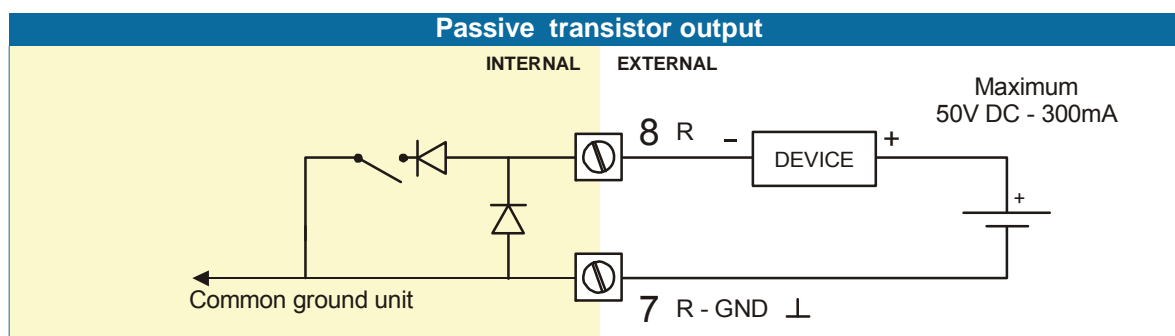 Passive transistor output
INTERNAL EXTERNAL
Maximum
50V DC - 300mA
8 R - DEVICE +
+
Common ground unit
7 R - GND ⊥